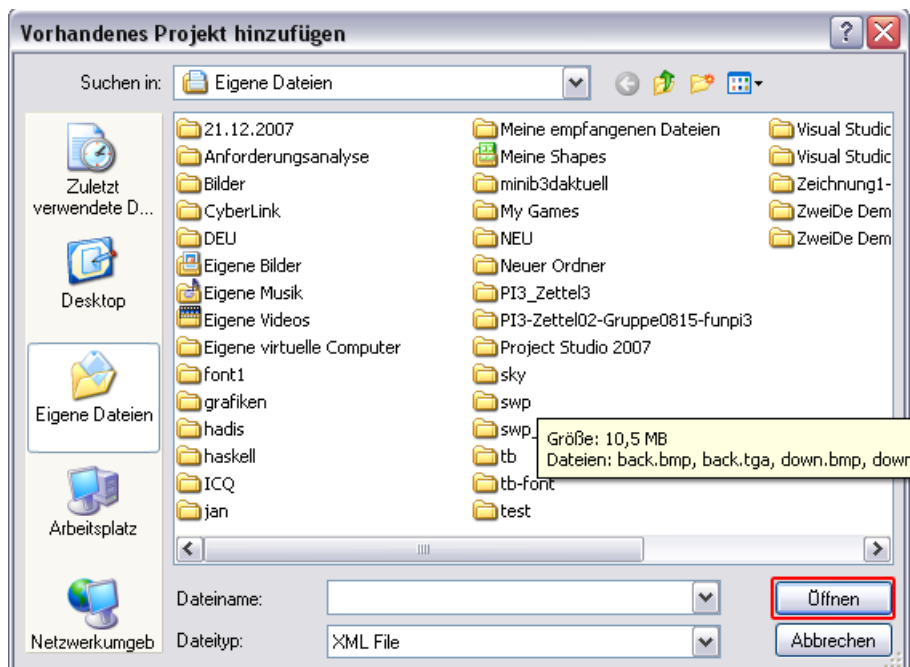 Vorhandenes Projekt hinzufügen
Suchen in:
Eigene Dateien
Zuletzt
verwendete D...
Desktop
Eigene Dateien
Arbeitsplatz
Netzwerkumgeb
21.12.2007
Anforderungsanalyse
Bilder
CyberLink
DEU
Eigene Bilder
Eigene Musik
Eigene Videos
Eigene virtuelle Computer
font1
grafiken
hadis
haskell
ICQ
jan
Meine empfangenen Dateien
Meine Shapes
minib3daktuell
My Games
NEU
Neuer Ordner
PI3_Zettel3
PI3-Zettel02-Gruppe0815-funpi3
Project Studio 2007
sky
swp
swp_
tb
tb-font
test
Visual Studic
Visual Studic
Zeichnung1-
ZweiDe Dem
ZweiDe Dem
Größe: 10,5 MB
Dateien: back.bmp, back.tga, down.bmp, down
Dateiname:
Öffnen
Dateityp:
XML File
Abbrechen